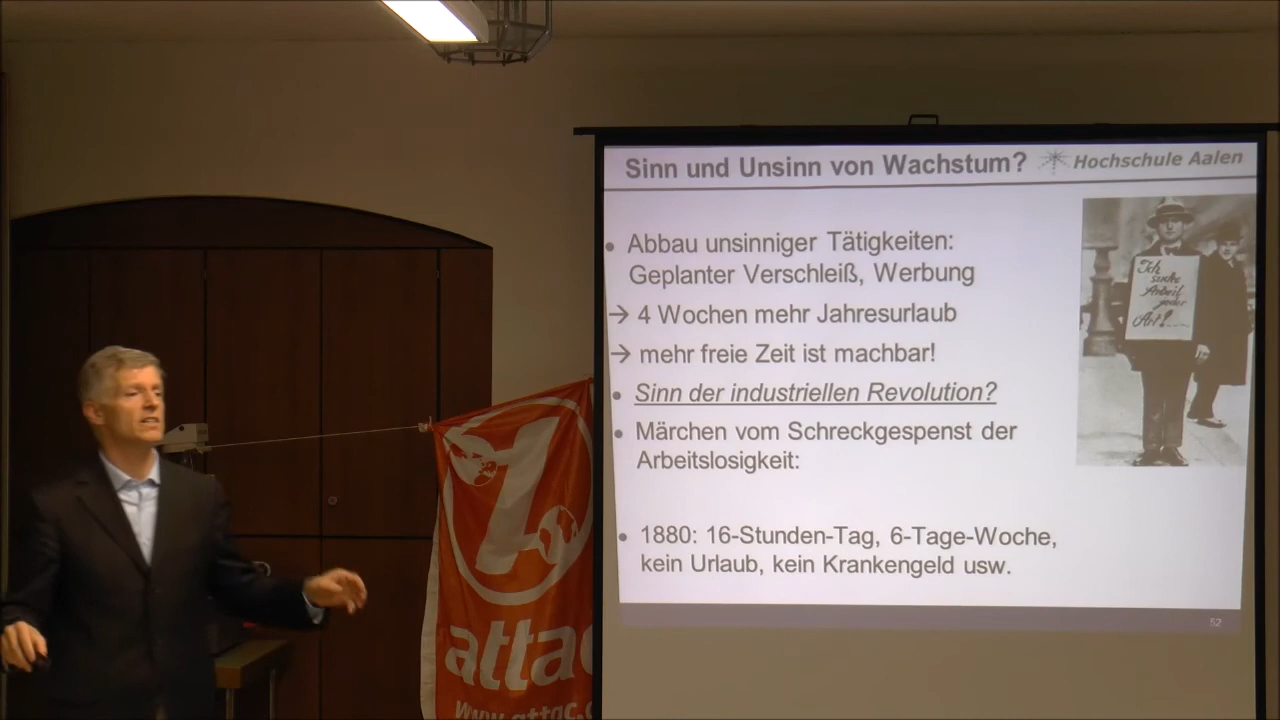 Sinn und Unsinn von Wachstum?
Hochschule Aalen
• Abbau unsinniger Tätigkeiten:
Geplanter Verschleiß, Werbung
→ 4 Wochen mehr Jahresurlaub
→ mehr freie Zeit ist machbar!
• Sinn der industriellen Revolution?
• Märchen vom Schreckgespenst der
Arbeitslosigkeit:
• 1880: 16-Stunden-Tag, 6-Tage-Woche,
kein Urlaub, kein Krankengeld usw.
52
Ich
suche
Arbeit
jeder
Art!
attac
www.attac.